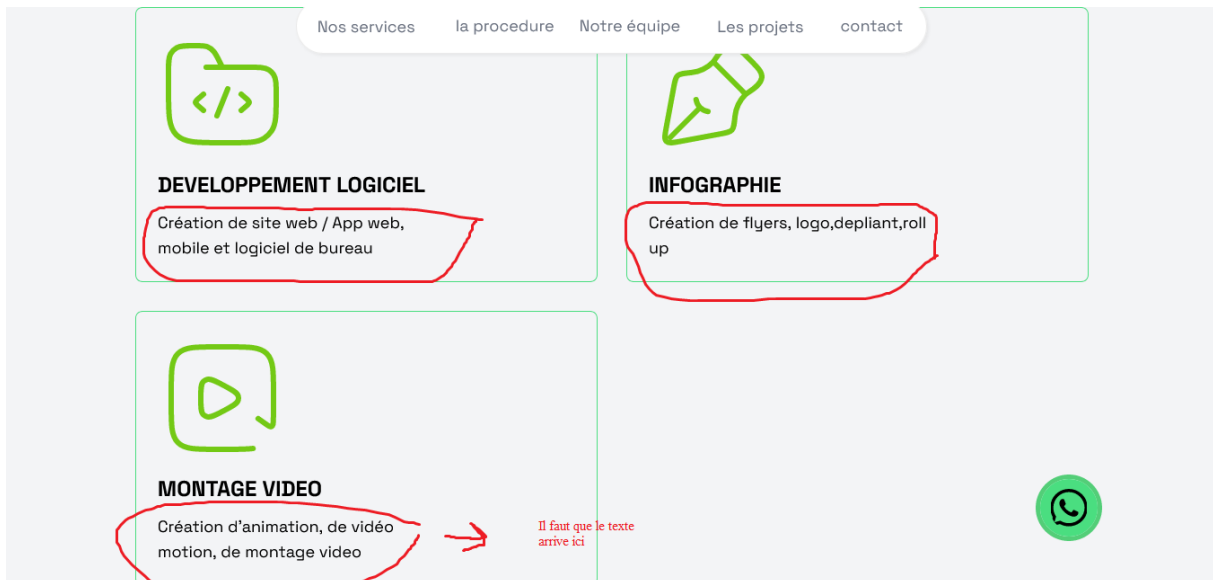 Nos services la procedure Notre équipe Les projets contact
</>
DEVELOPPEMENT LOGICIEL
Création de site web / App web,
mobile et logiciel de bureau
INFOGRAPHIE
Création de flyers, logo,depliant,roll
up
MONTAGE VIDEO
Création d'animation, de vidéo
motion, de montage video
Il faut que le texte
arrive ici